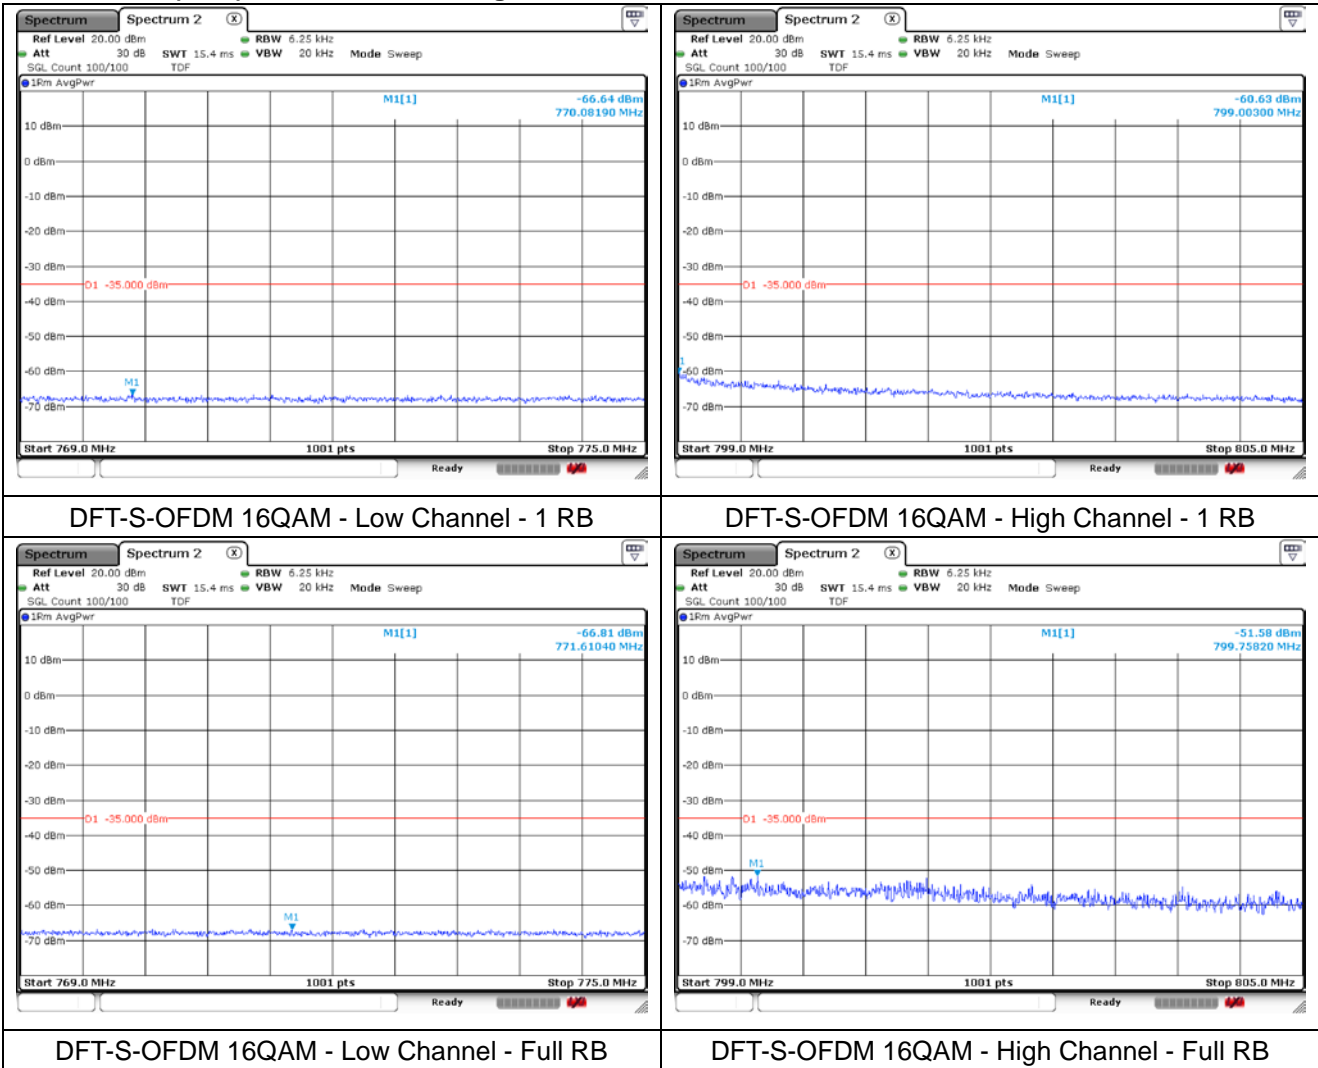 Spectrum Spectrum 2 X
Ref Level 20.00 dBm RBW 6.25 kHz
Att 30 dB SWT 15.4 ms VBW 20 kHz Mode Sweep
SGL Count 100/100 TDF
1Rm AvgPwr
M1[1] -66.64 dBm
770.08190 MHz
10 dBm
0 dBm
-10 dBm
-20 dBm
-30 dBm
D1 -35.000 dBm
-40 dBm
-50 dBm
-60 dBm
M1
-70 dBm
Start 769.0 MHz 1001 pts Stop 775.0 MHz
Ready
Spectrum Spectrum 2 X
Ref Level 20.00 dBm RBW 6.25 kHz
Att 30 dB SWT 15.4 ms VBW 20 kHz Mode Sweep
SGL Count 100/100 TDF
1Rm AvgPwr
M1[1] -60.63 dBm
799.00300 MHz
10 dBm
0 dBm
-10 dBm
-20 dBm
-30 dBm
D1 -35.000 dBm
-40 dBm
-50 dBm
1
-60 dBm
-70 dBm
Start 799.0 MHz 1001 pts Stop 805.0 MHz
Ready
DFT-S-OFDM 16QAM - Low Channel - 1 RB
DFT-S-OFDM 16QAM - High Channel - 1 RB
Spectrum Spectrum 2 X
Ref Level 20.00 dBm RBW 6.25 kHz
Att 30 dB SWT 15.4 ms VBW 20 kHz Mode Sweep
SGL Count 100/100 TDF
1Rm AvgPwr
M1[1] -66.81 dBm
771.61040 MHz
10 dBm
0 dBm
-10 dBm
-20 dBm
-30 dBm
D1 -35.000 dBm
-40 dBm
-50 dBm
-60 dBm
M1
-70 dBm
Start 769.0 MHz 1001 pts Stop 775.0 MHz
Ready
Spectrum Spectrum 2 X
Ref Level 20.00 dBm RBW 6.25 kHz
Att 30 dB SWT 15.4 ms VBW 20 kHz Mode Sweep
SGL Count 100/100 TDF
1Rm AvgPwr
M1[1] -51.58 dBm
799.75820 MHz
10 dBm
0 dBm
-10 dBm
-20 dBm
-30 dBm
D1 -35.000 dBm
-40 dBm
M1
-50 dBm
-60 dBm
-70 dBm
Start 799.0 MHz 1001 pts Stop 805.0 MHz
Ready
DFT-S-OFDM 16QAM - Low Channel - Full RB
DFT-S-OFDM 16QAM - High Channel - Full RB